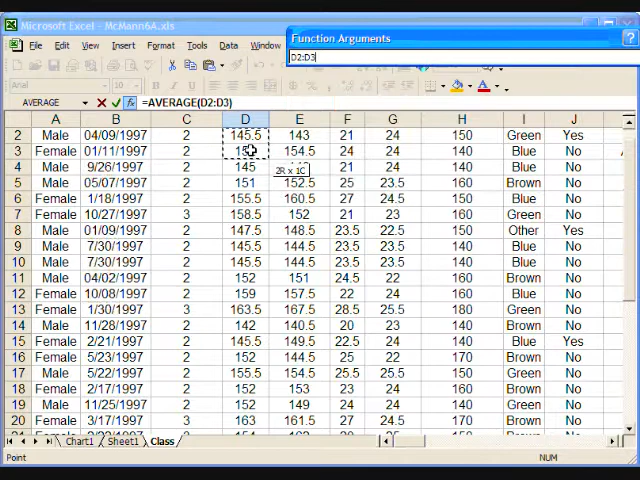 Microsoft Excel - McMann6A.xls
Function Arguments
?
D2:D3
File Edit View Insert Format Tools Data Window
Arial 10 B I U $ %
AVERAGE =AVERAGE(D2:D3)
A B C D E F G H I J
2 Male 04/09/1997 2 145.5 143 21 24 150 Green Yes
3 Female 01/11/1997 2 154.5 24 24 140 Blue No
4 Male 9/26/1997 2 145 21 24 140 Blue No
2R x 1C
5 Male 05/07/1997 2 151 152.5 25 23.5 160 Brown No
6 Female 1/18/1997 2 155.5 160.5 27 24.5 150 Blue No
7 Female 10/27/1997 3 158.5 152 21 23 160 Green No
8 Male 01/09/1997 2 147.5 148.5 23.5 22.5 150 Other Yes
9 Male 7/30/1997 2 145.5 144.5 23.5 24 140 Blue No
10 Male 7/30/1997 2 145.5 144.5 23.5 24 140 Blue No
11 Male 04/02/1997 2 152 151 24.5 22 160 Brown No
12 Female 10/08/1997 2 159 157.5 22 24 160 Blue No
13 Female 1/30/1997 3 163.5 167.5 28.5 25.5 180 Green No
14 Male 11/28/1997 2 142 140.5 20 23 140 Brown No
15 Male 2/21/1997 2 145.5 149.5 22.5 24 140 Blue Yes
16 Male 5/23/1997 2 152 144.5 25 22 170 Brown No
17 Male 5/22/1997 2 155.5 154.5 25.5 25.5 150 Green No
18 Female 2/17/1997 2 152 153 23 24 170 Brown No
19 Male 11/25/1997 2 152 149 23 24 160 Green No
20 Female 3/17/1997 2 163 161.5 27 24 160 Brown No
Chart1 Sheet1 Class
Point NUM